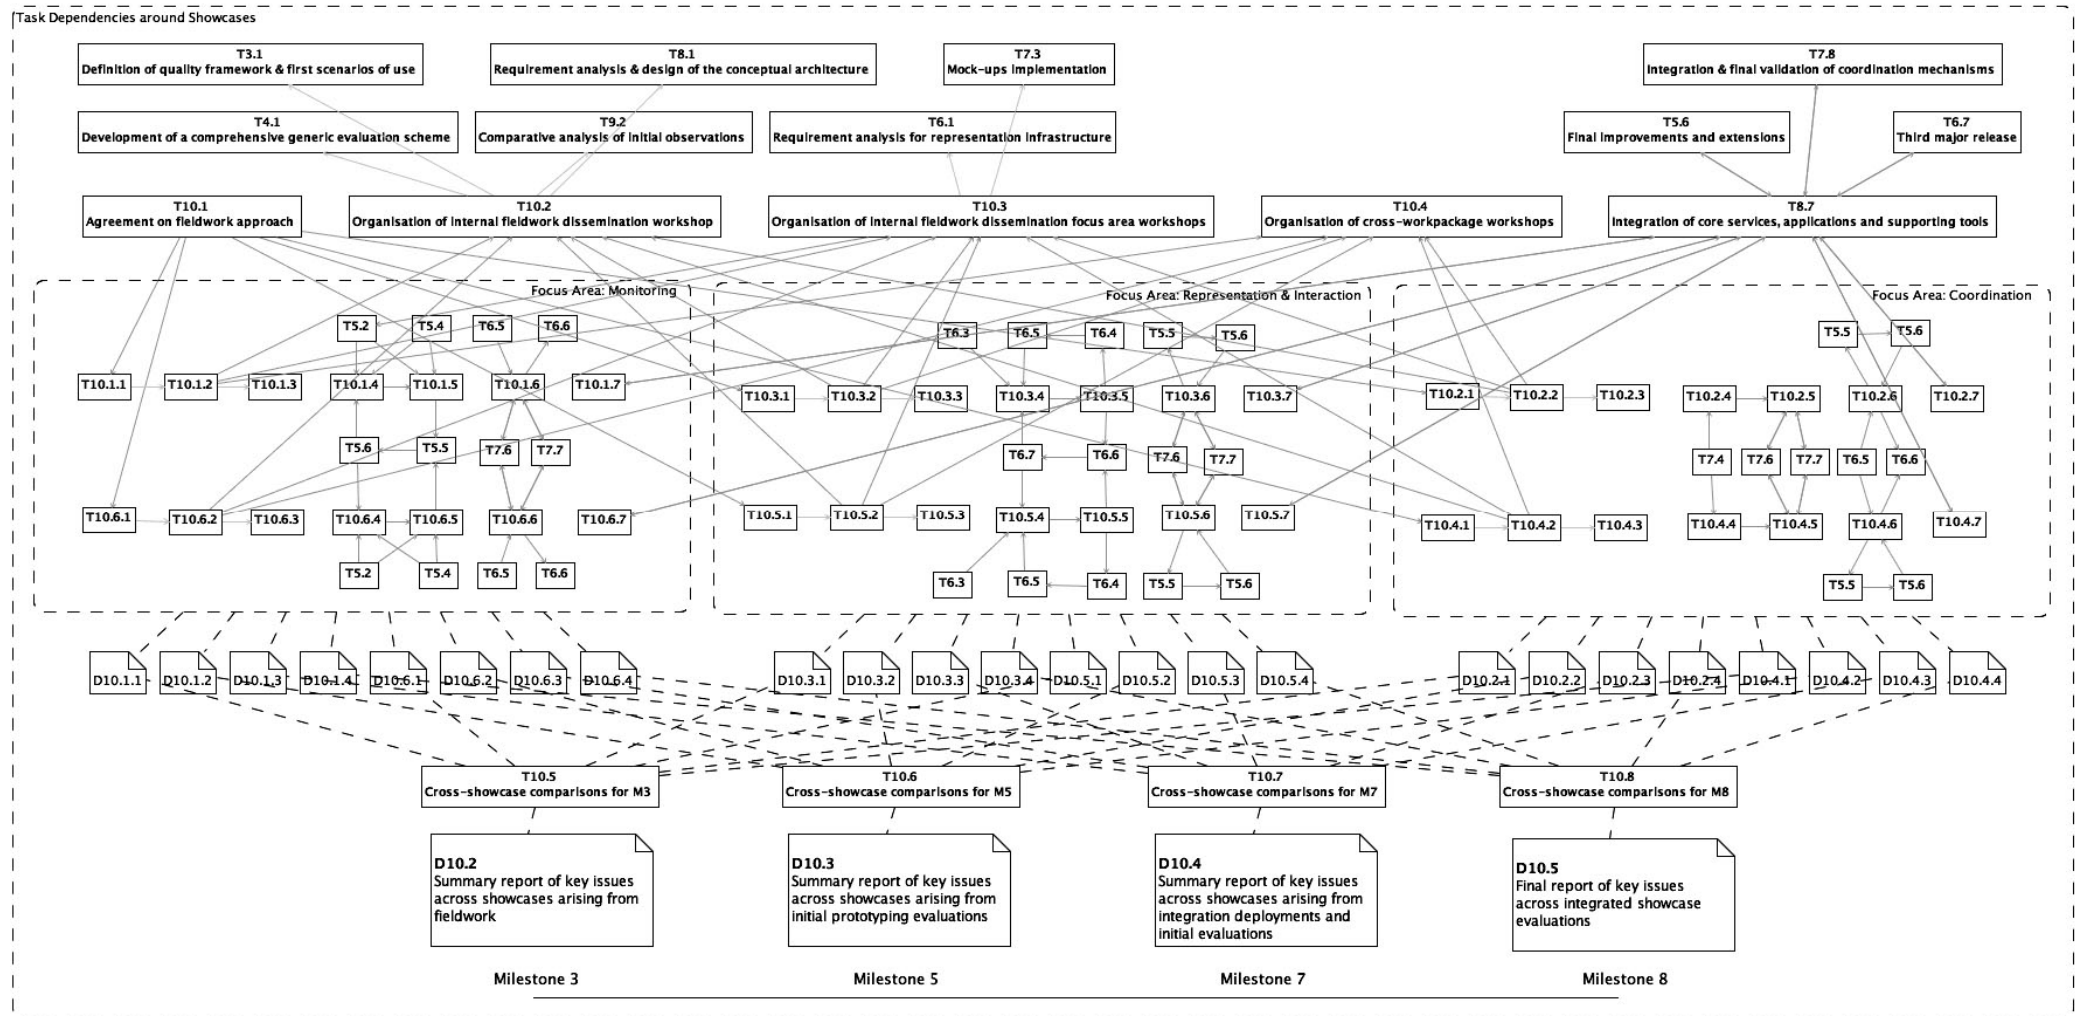 Task Dependencies around Showcases
T3.1
Definition of quality framework & first scenarios of use
T8.1
Requirement analysis & design of the conceptual architecture
T7.3
Mock-ups implementation
T7.8
Integration & final validation of coordination mechanisms
T4.1
Development of a comprehensive generic evaluation scheme
T9.2
Comparative analysis of initial observations
T6.1
Requirement analysis for representation infrastructure
T5.6
Final improvements and extensions
T6.7
Third major release
T10.1
Agreement on fieldwork approach
T10.2
Organisation of internal fieldwork dissemination workshop
T10.3
Organisation of internal fieldwork dissemination focus area workshops
T10.4
Organisation of cross-workpackage workshops
T8.7
Integration of core services, applications and supporting tools
Focus Area: Monitoring
T5.2 T5.4 T6.5 T6.6
T10.1.1 T10.1.2 T10.1.3 T10.1.4 T10.1.5 T10.1.6 T10.1.7
T5.6 T5.5 T7.6 T7.7
T10.6.1 T10.6.2 T10.6.3 T10.6.4 T10.6.5 T10.6.6 T10.6.7
T5.2 T5.4 T6.5 T6.6
Focus Area: Representation & Interaction
T6.3 T6.5 T6.4 T5.5 T5.6
T10.3.1 T10.3.2 T10.3.3 T10.3.4 T10.3.5 T10.3.6 T10.3.7
T6.7 T6.6 T7.6 T7.7
T10.5.1 T10.5.2 T10.5.3 T10.5.4 T10.5.5 T10.5.6 T10.5.7
T6.3 T6.5 T6.4 T5.5 T5.6
Focus Area: Coordination
T5.5 T5.6
T10.2.1 T10.2.2 T10.2.3 T10.2.4 T10.2.5 T10.2.6 T10.2.7
T7.4 T7.6 T7.7 T6.5 T6.6
T10.4.1 T10.4.2 T10.4.3 T10.4.4 T10.4.5 T10.4.6 T10.4.7
T5.5 T5.6
D10.1.1 D10.1.2 D10.1.3 D10.1.4 D10.6.1 D10.6.2 D10.6.3 D10.6.4
D10.3.1 D10.3.2 D10.3.3 D10.3.4 D10.5.1 D10.5.2 D10.5.3 D10.5.4
D10.2.1 D10.2.2 D10.2.3 D10.2.4 D10.4.1 D10.4.2 D10.4.3 D10.4.4
T10.5
Cross-showcase comparisons for M3
T10.6
Cross-showcase comparisons for M5
T10.7
Cross-showcase comparisons for M7
T10.8
Cross-showcase comparisons for M8
D10.2
Summary report of key issues
across showcases arising from
fieldwork
D10.3
Summary report of key issues
across showcases arising from
initial prototyping evaluations
D10.4
Summary report of key issues
across showcases arising from
integration deployments and
initial evaluations
D10.5
Final report of key issues
across integrated showcase
evaluations
Milestone 3
Milestone 5
Milestone 7
Milestone 8